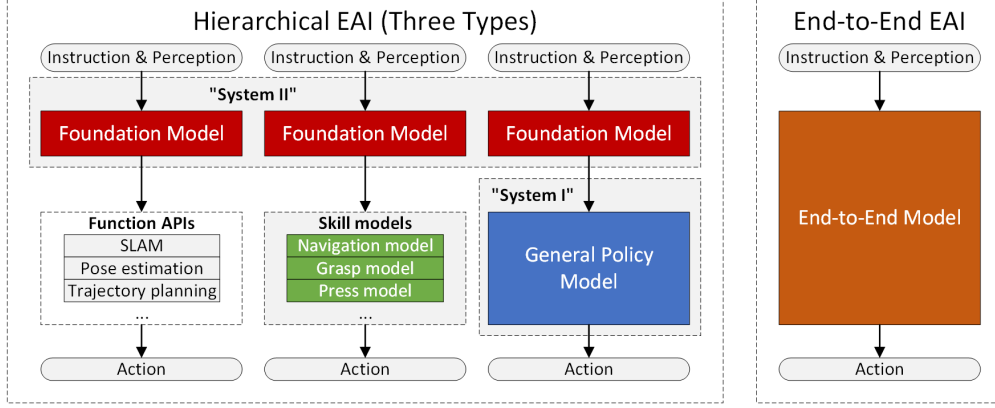 Hierarchical EAI (Three Types)
End-to-End EAI
Instruction & Perception
Instruction & Perception
Instruction & Perception
Instruction & Perception
"System II"
Foundation Model
Foundation Model
Foundation Model
"System I"
Function APIs
SLAM
Pose estimation
Trajectory planning
...
Skill models
Navigation model
Grasp model
Press model
...
General Policy
Model
End-to-End Model
Action
Action
Action
Action